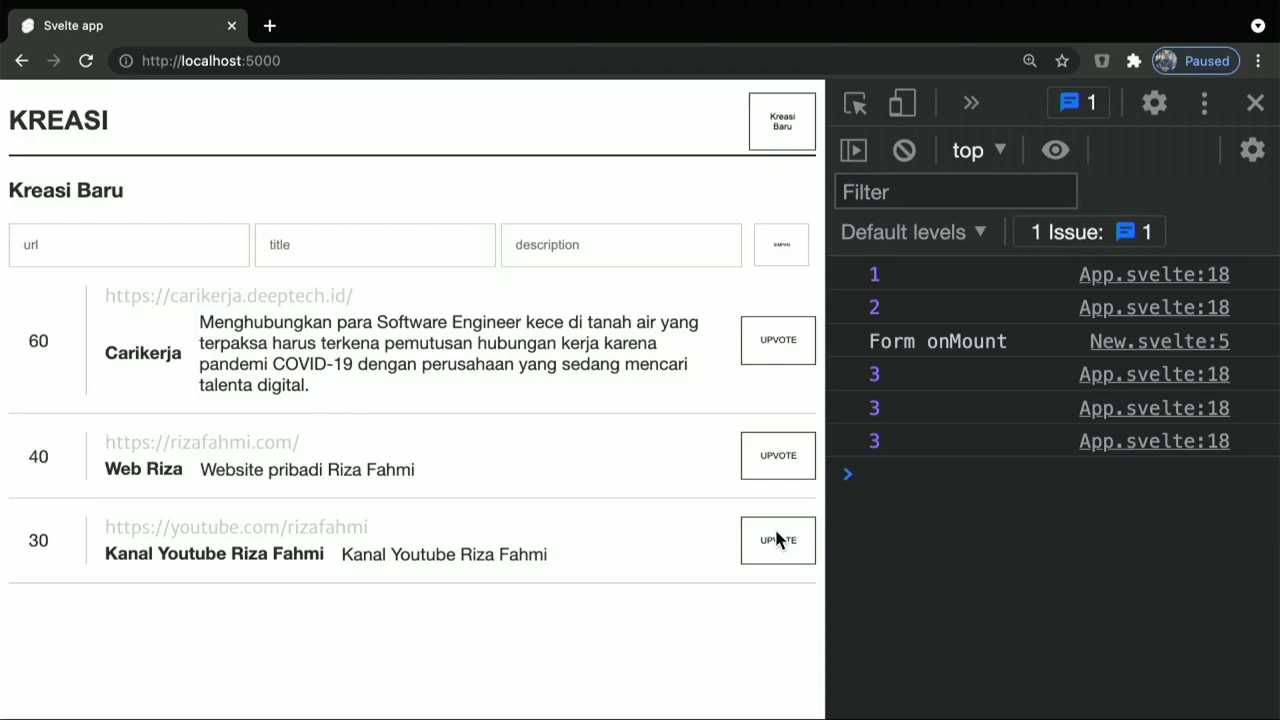 Svelte app
http://localhost:5000
Paused
KREASI
Kreasi
Baru
Kreasi Baru
url
title
description
SIMPAN
60
https://carikerja.deeptech.id/
Carikerja
Menghubungkan para Software Engineer kece di tanah air yang
terpaksa harus terkena pemutusan hubungan kerja karena
pandemi COVID-19 dengan perusahaan yang sedang mencari
talenta digital.
UPVOTE
40
https://rizafahmi.com/
Web Riza Website pribadi Riza Fahmi
UPVOTE
30
https://youtube.com/rizafahmi
Kanal Youtube Riza Fahmi Kanal Youtube Riza Fahmi
UPVOTE
1
top
Filter
Default levels
1 Issue: 1
1 App.svelte:18
2 App.svelte:18
Form onMount New.svelte:5
3 App.svelte:18
3 App.svelte:18
3 App.svelte:18